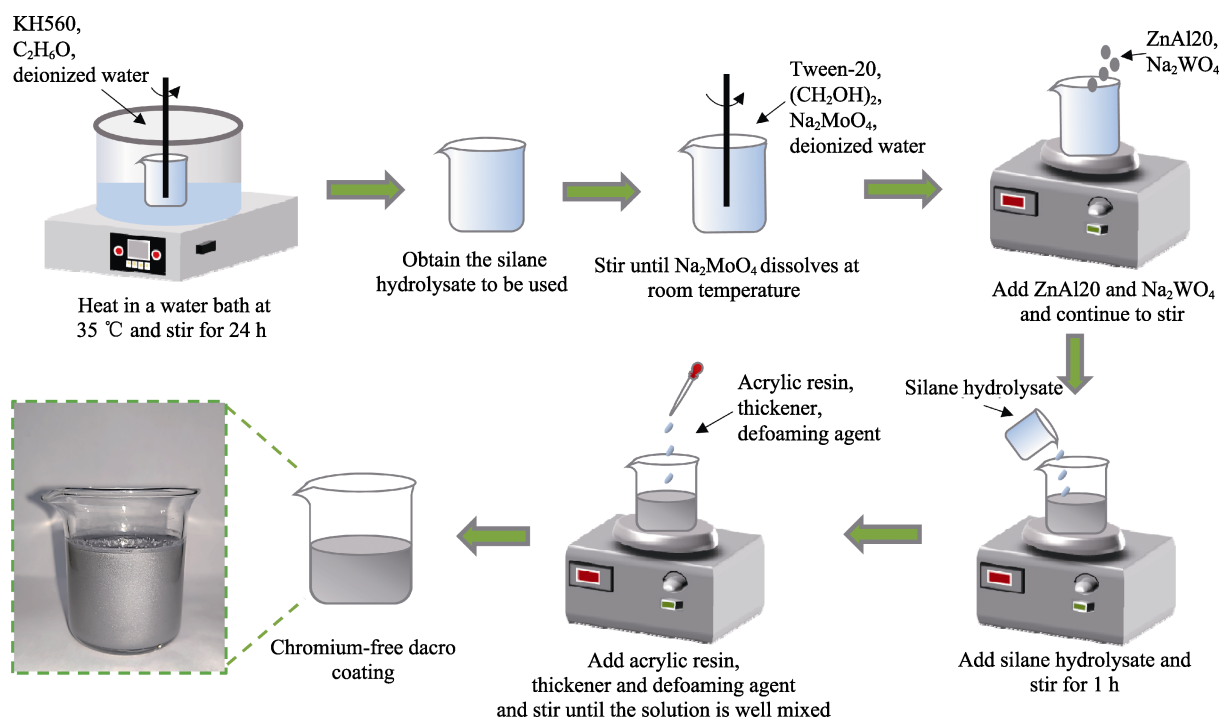 KH560,
C₂H₆O,
deionized water
Heat in a water bath at
35 ℃ and stir for 24 h
Obtain the silane
hydrolysate to be used
Tween-20,
(CH₂OH)₂,
Na₂MoO₄,
deionized water
Stir until Na₂MoO₄ dissolves at
room temperature
ZnAl20,
Na₂WO₄
Add ZnAl20 and Na₂WO₄
and continue to stir
Silane hydrolysate
Add silane hydrolysate and
stir for 1 h
Acrylic resin,
thickener,
defoaming agent
Add acrylic resin,
thickener and defoaming agent
and stir until the solution is well mixed
Chromium-free dacro
coating